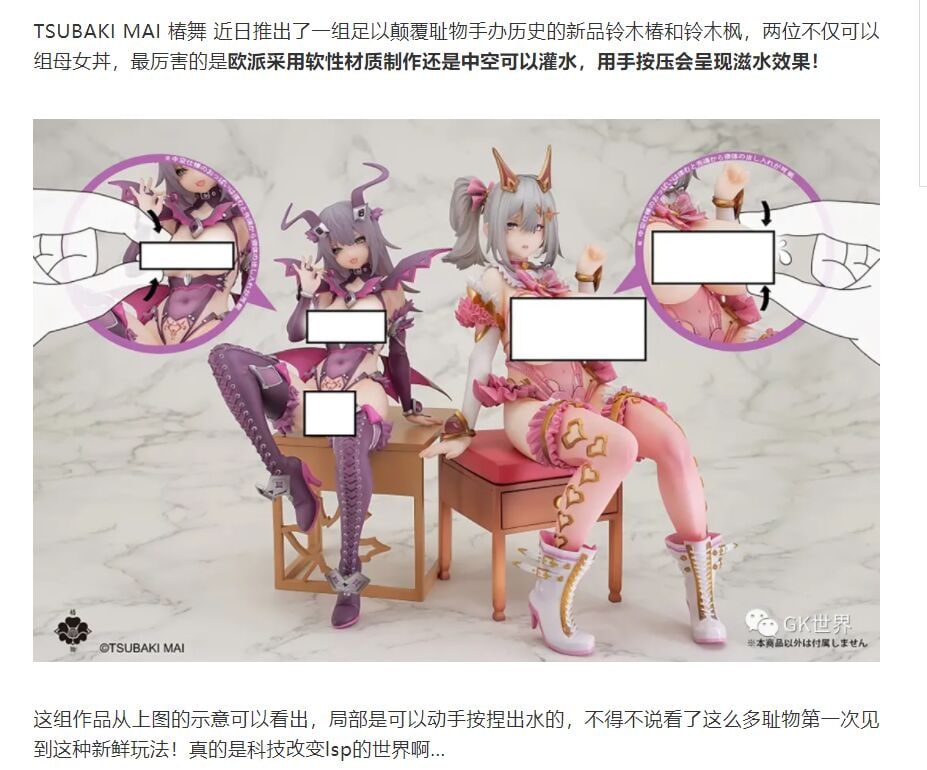 TSUBAKI MAI 椿舞 近日推出了一组足以颠覆耻物手办历史的新品铃木椿和铃木枫，两位不仅可以
组母女丼，最厉害的是欧派采用软性材质制作还是中空可以灌水，用手按压会呈现滋水效果！
©TSUBAKI MAI
GK世界
※本商品以外は付属しません
这组作品从上图的示意可以看出，局部是可以动手按捏出水的，不得不说看了这么多耻物第一次见
到这种新鲜玩法！真的是科技改变lsp的世界啊...